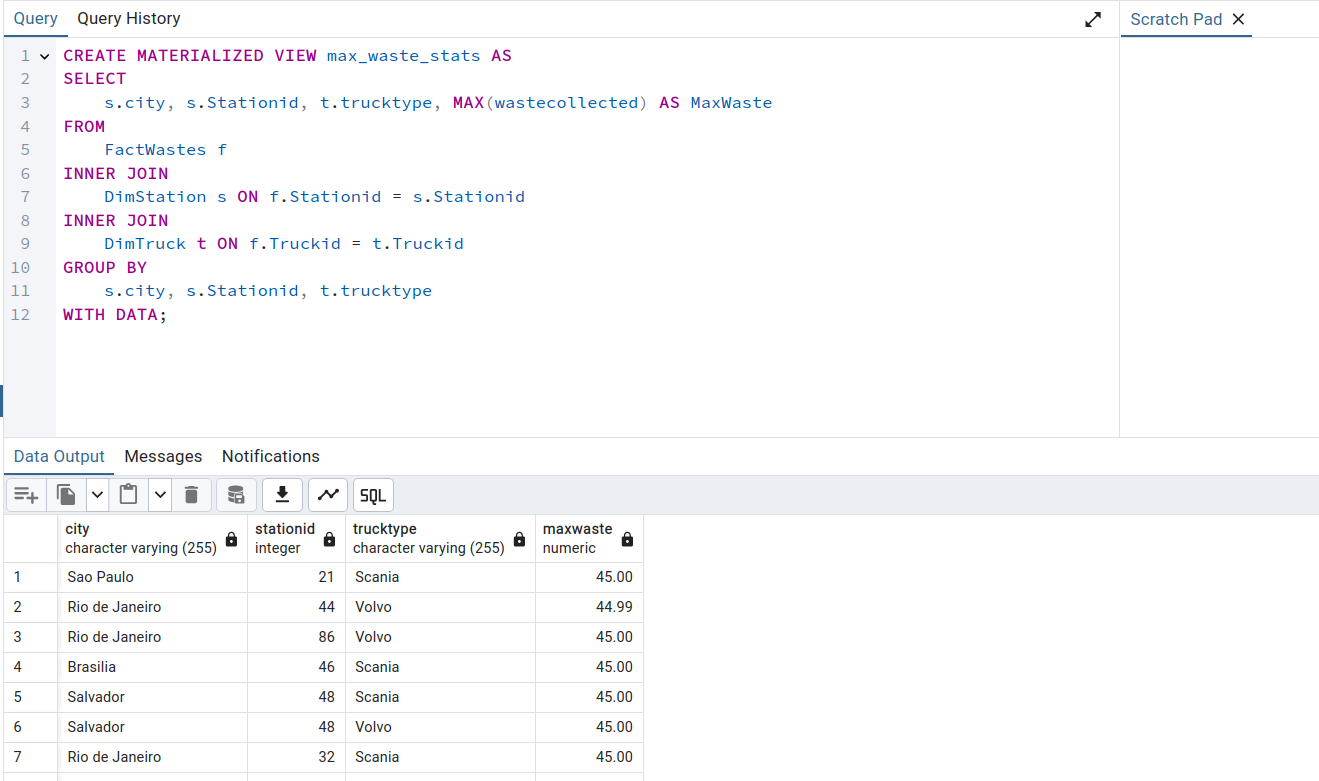 Query Query History Scratch Pad
1 CREATE MATERIALIZED VIEW max_waste_stats AS
2 SELECT
3 s.city, s.Stationid, t.trucktype, MAX(wastecollected) AS MaxWaste
4 FROM
5 FactWastes f
6 INNER JOIN
7 DimStation s ON f.Stationid = s.Stationid
8 INNER JOIN
9 DimTruck t ON f.Truckid = t.Truckid
10 GROUP BY
11 s.city, s.Stationid, t.trucktype
12 WITH DATA;
Data Output Messages Notifications
SQL
city stationid trucktype maxwaste
character varying (255) integer character varying (255) numeric
1 Sao Paulo 21 Scania 45.00
2 Rio de Janeiro 44 Volvo 44.99
3 Rio de Janeiro 86 Volvo 45.00
4 Brasilia 46 Scania 45.00
5 Salvador 48 Scania 45.00
6 Salvador 48 Volvo 45.00
7 Rio de Janeiro 32 Scania 45.00